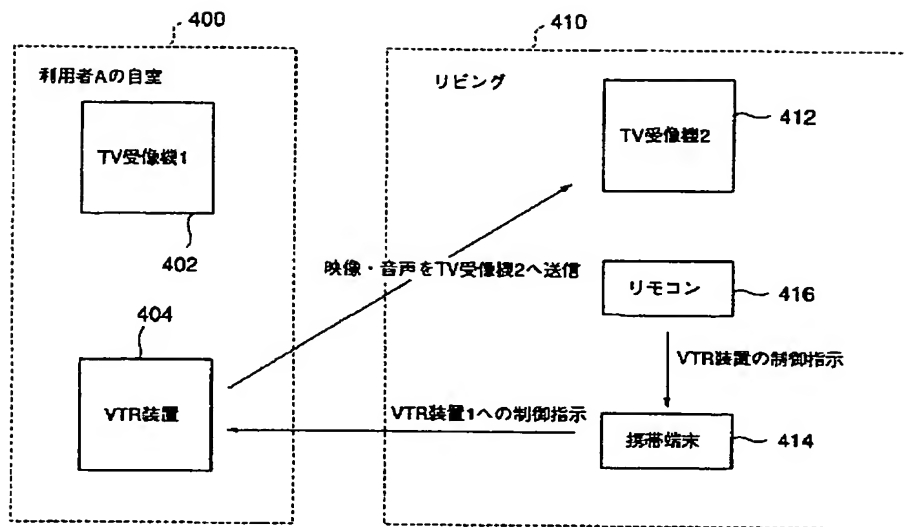 400
410
利用者Aの自室
リビング
TV受像機1
402
TV受像機2
412
映像・音声をTV受像機2へ送信
リモコン
416
404
VTR装置
VTR装置の制御指示
VTR装置1への制御指示
携帯端末
414